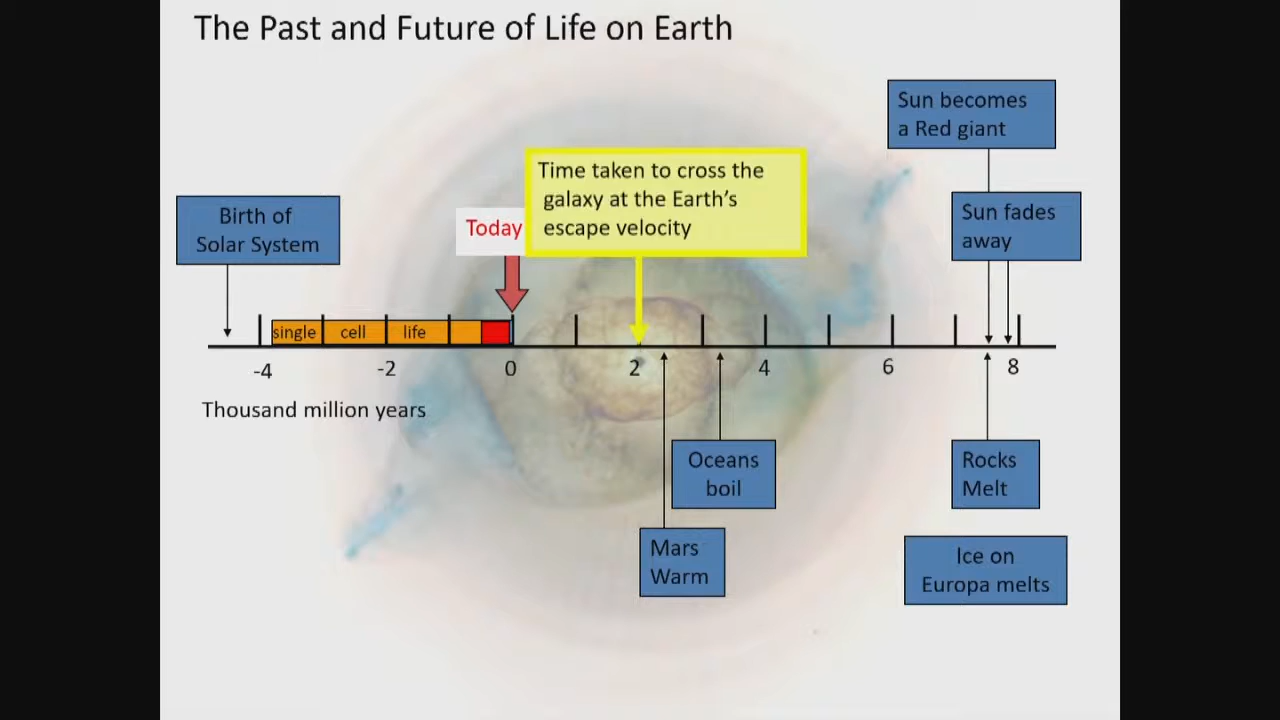 The Past and Future of Life on Earth
Sun becomes
a Red giant
Time taken to cross the
galaxy at the Earth’s
escape velocity
Sun fades
away
Birth of
Solar System
Today
single cell life
-4 -2 0 2 4 6 8
Thousand million years
Oceans
boil
Rocks
Melt
Mars
Warm
Ice on
Europa melts